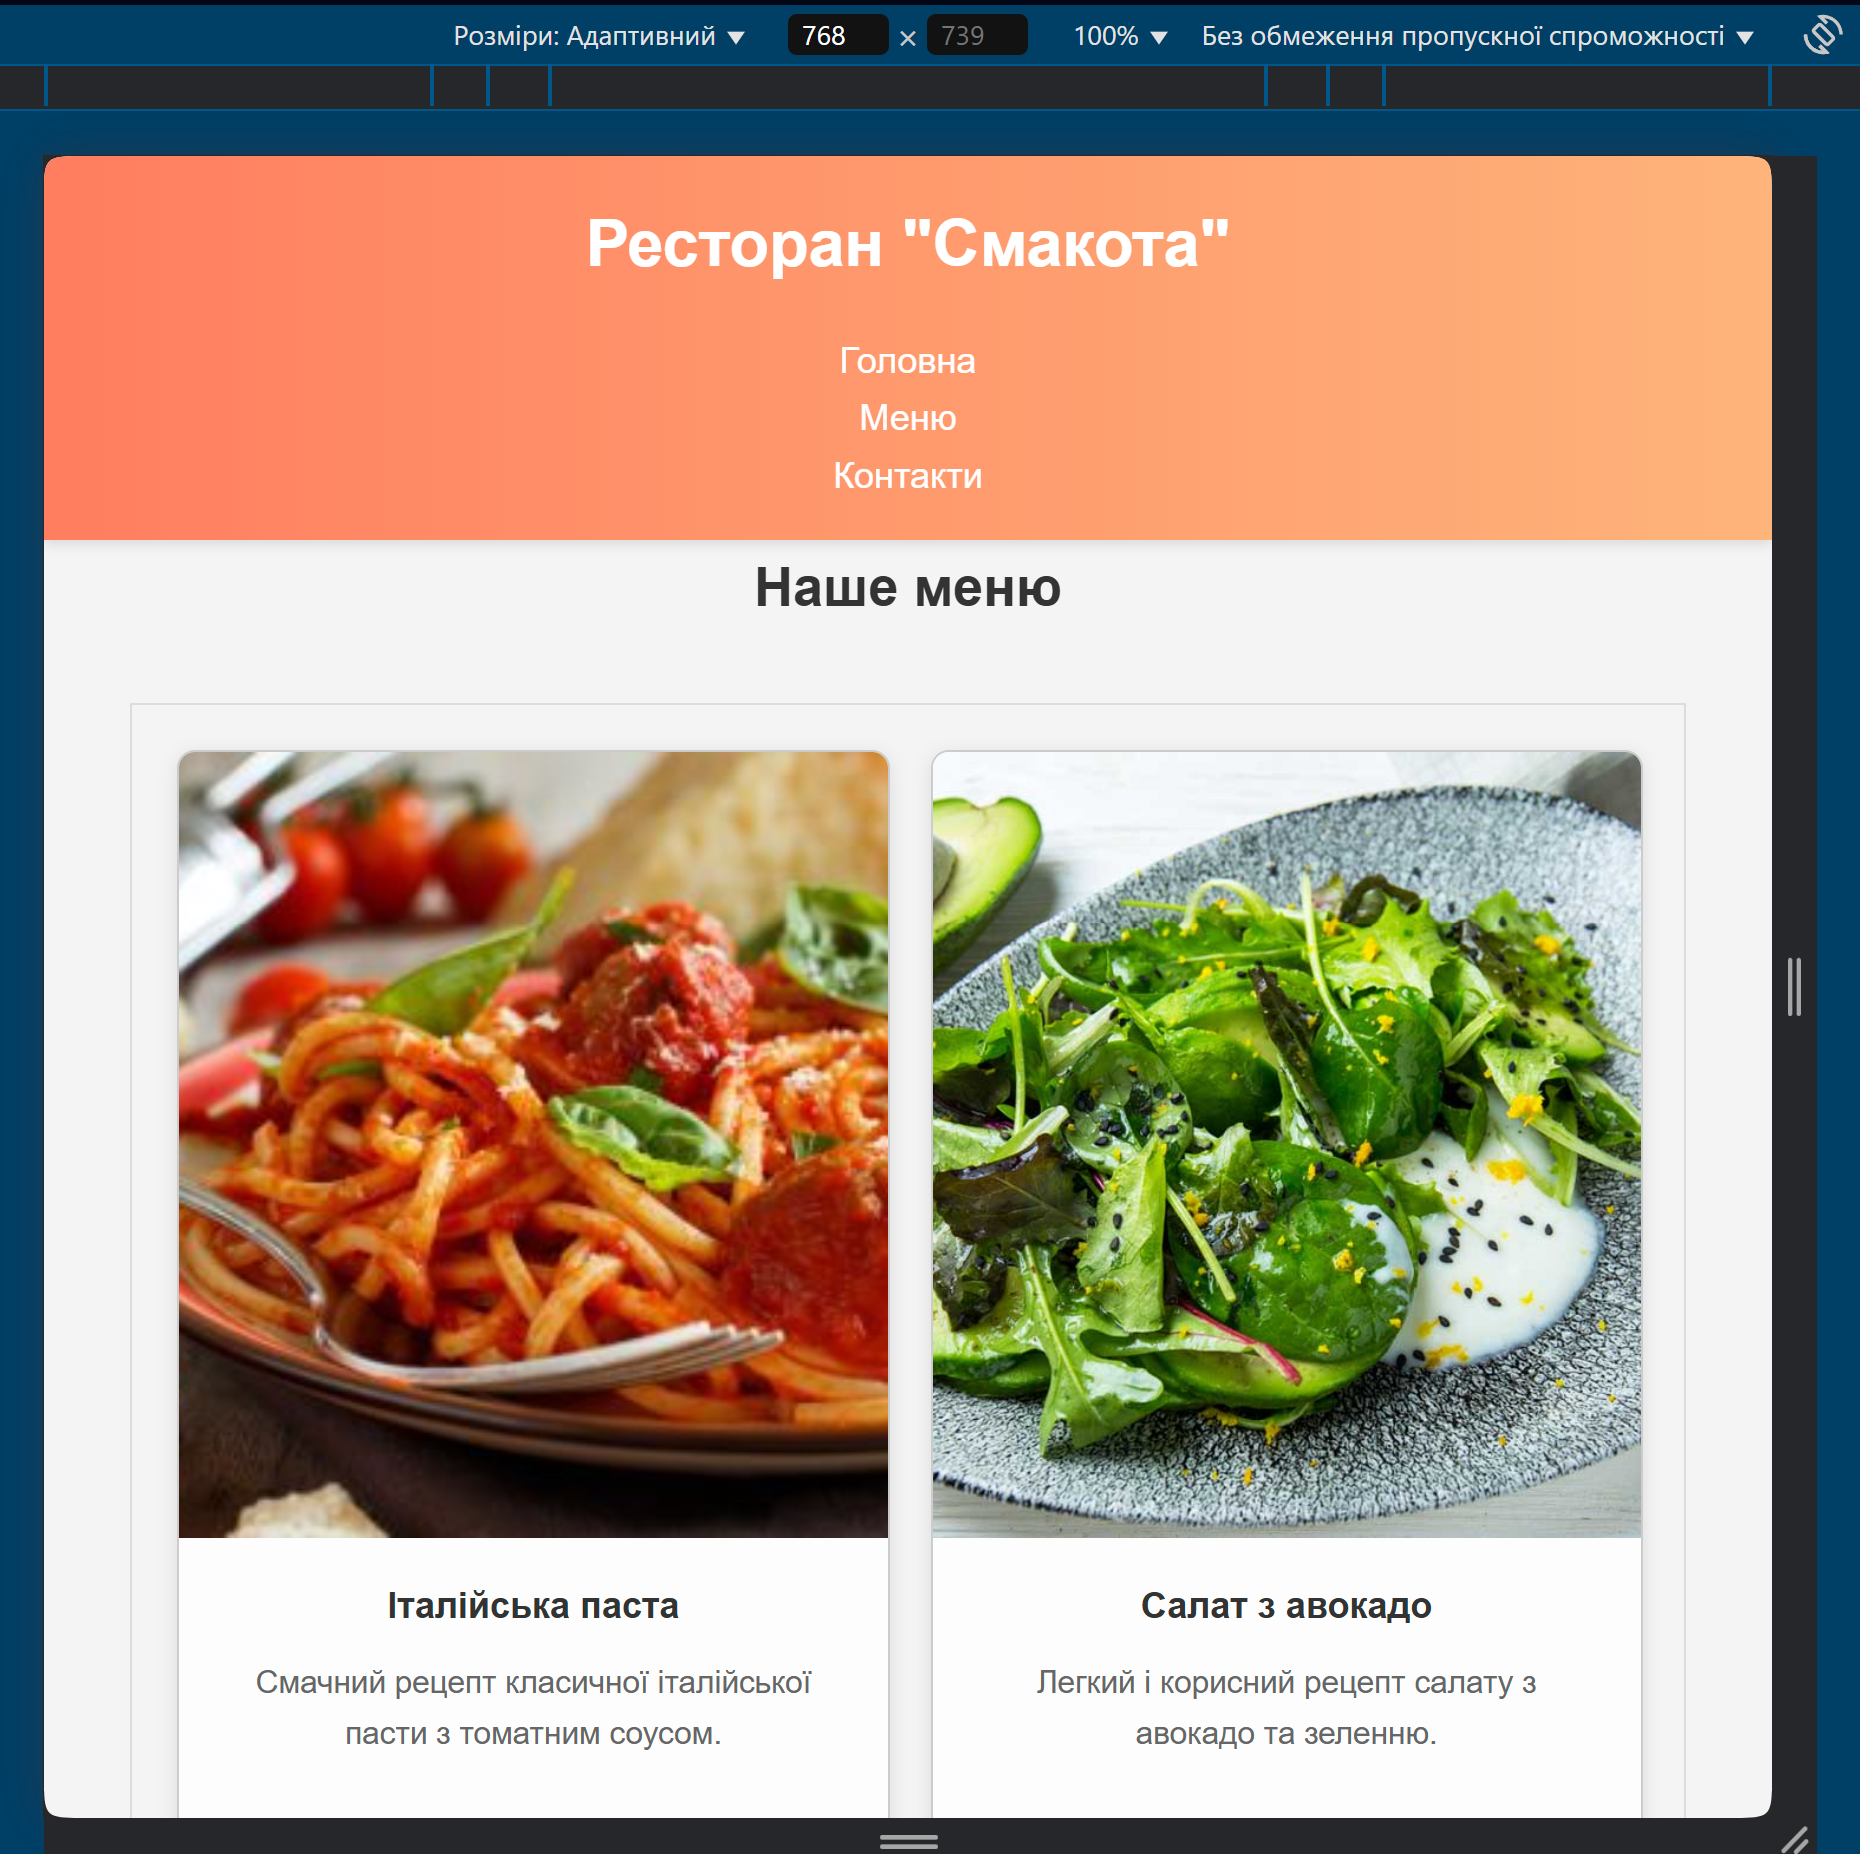 Розміри: Адаптивний ▼ 768 × 739 100% ▼ Без обмеження пропускної спроможності ▼
Ресторан "Смакота"
Головна
Меню
Контакти
Наше меню
Італійська паста
Смачний рецепт класичної італійської
пасти з томатним соусом.
Салат з авокадо
Легкий і корисний рецепт салату з
авокадо та зеленню.